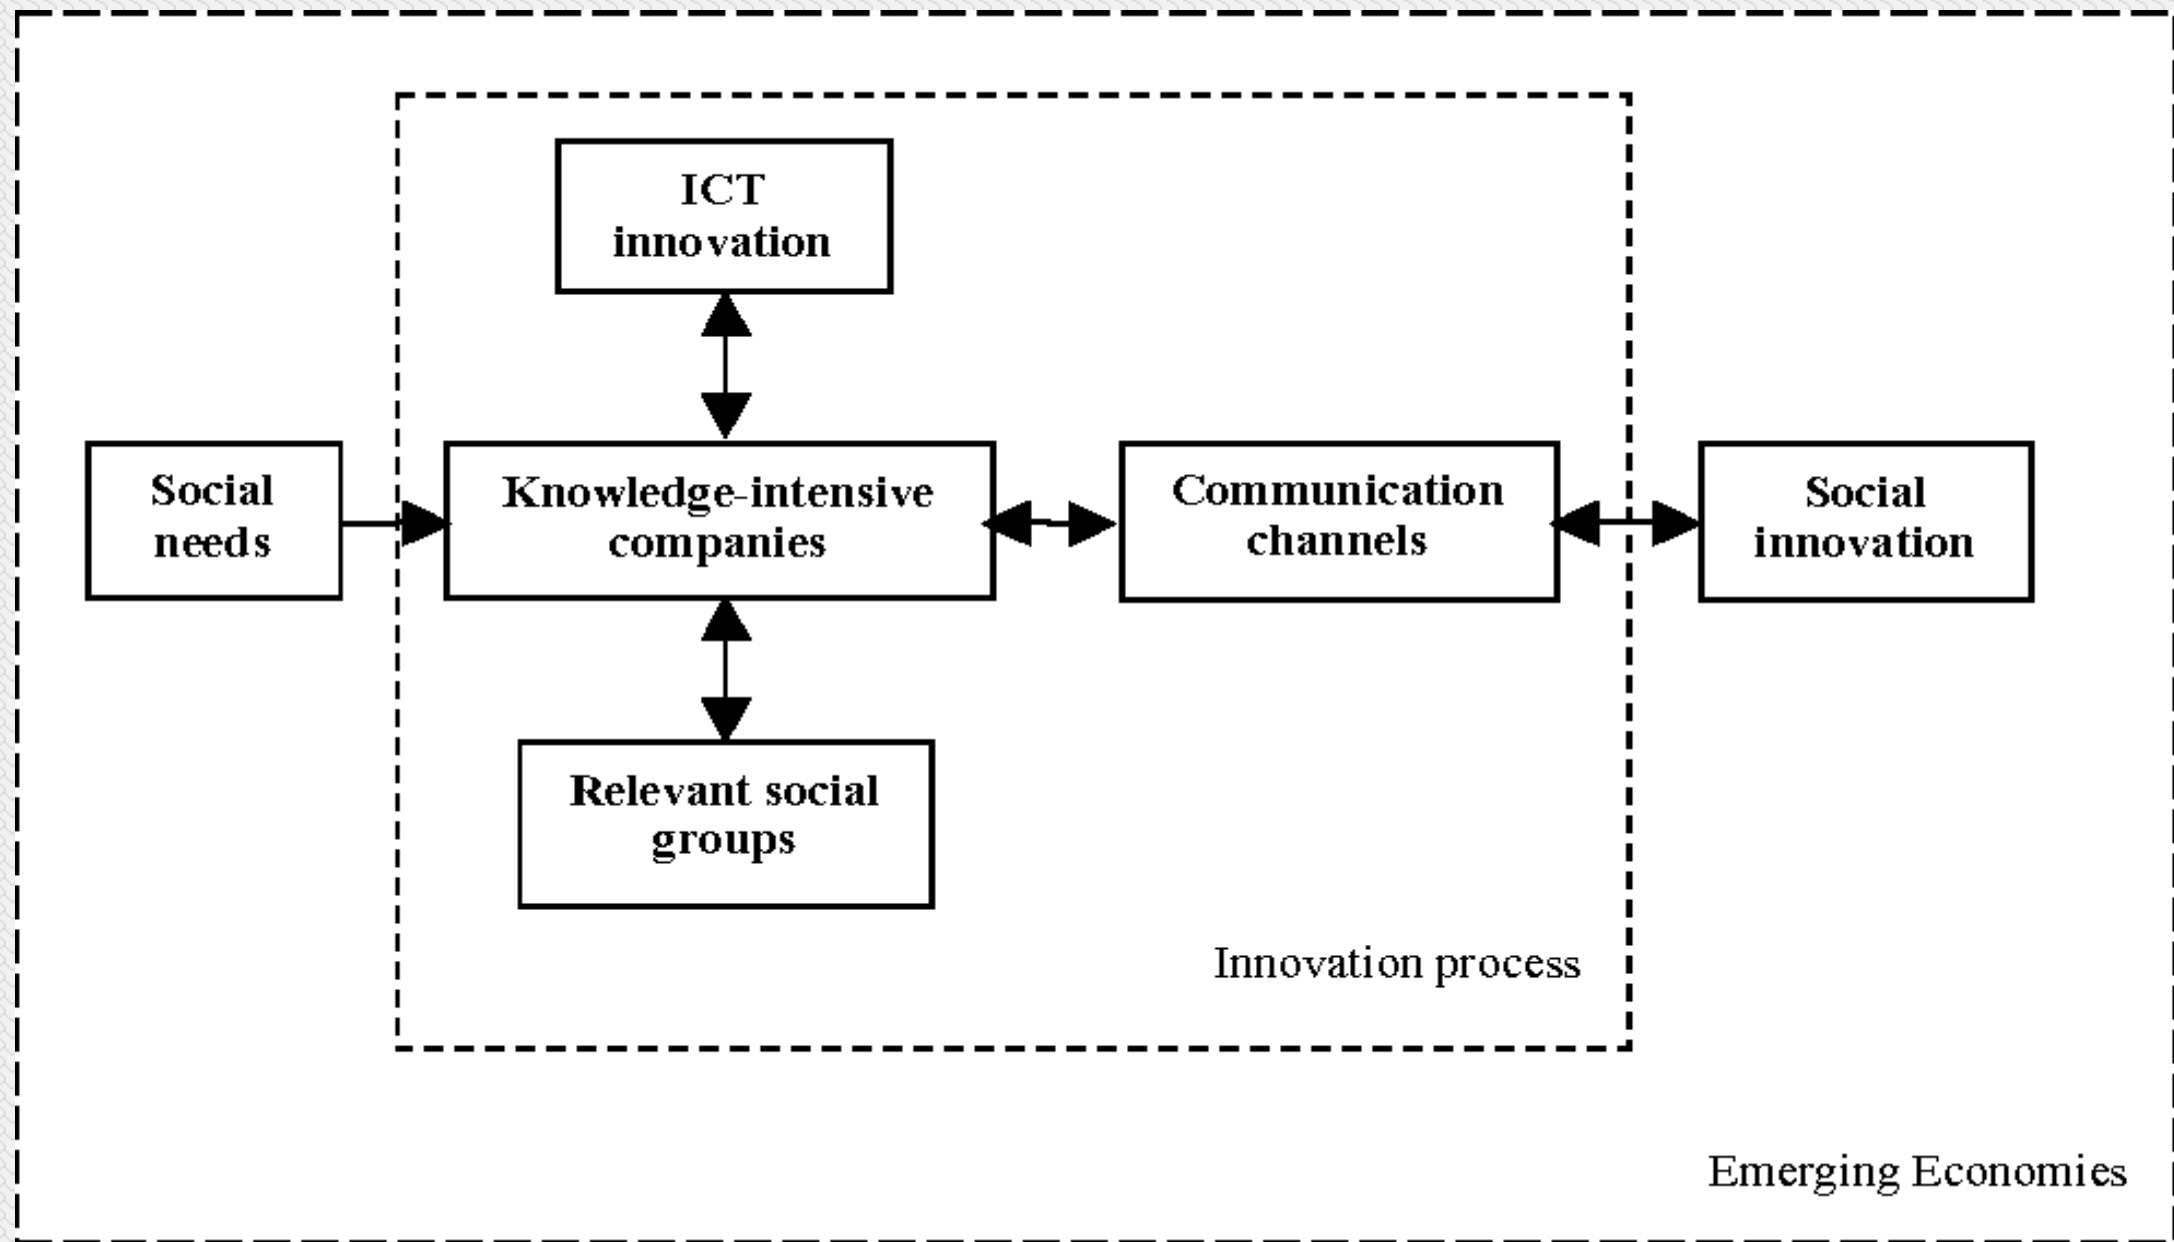 ICT
innovation
Social
needs
Knowledge-intensive
companies
Communication
channels
Social
innovation
Relevant social
groups
Innovation process
Emerging Economies